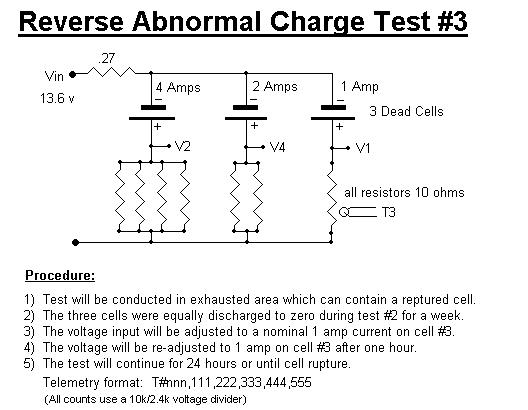 Reverse Abnormal Charge Test #3
.27
Vin
13.6 v
4 Amps
2 Amps
1 Amp
3 Dead Cells
V2
V4
V1
all resistors 10 ohms
T3
Procedure:
1) Test will be conducted in exhausted area which can contain a reptured cell.
2) The three cells were equally discharged to zero during test #2 for a week.
3) The voltage input will be adjusted to a nominal 1 amp current on cell #3.
4) The voltage will be re-adjusted to 1 amp on cell #3 after one hour.
5) The test will continue for 24 hours or until cell rupture.
Telemetry format: T#nnn,111,222,333,444,555
(All counts use a 10k/2.4k voltage divider)